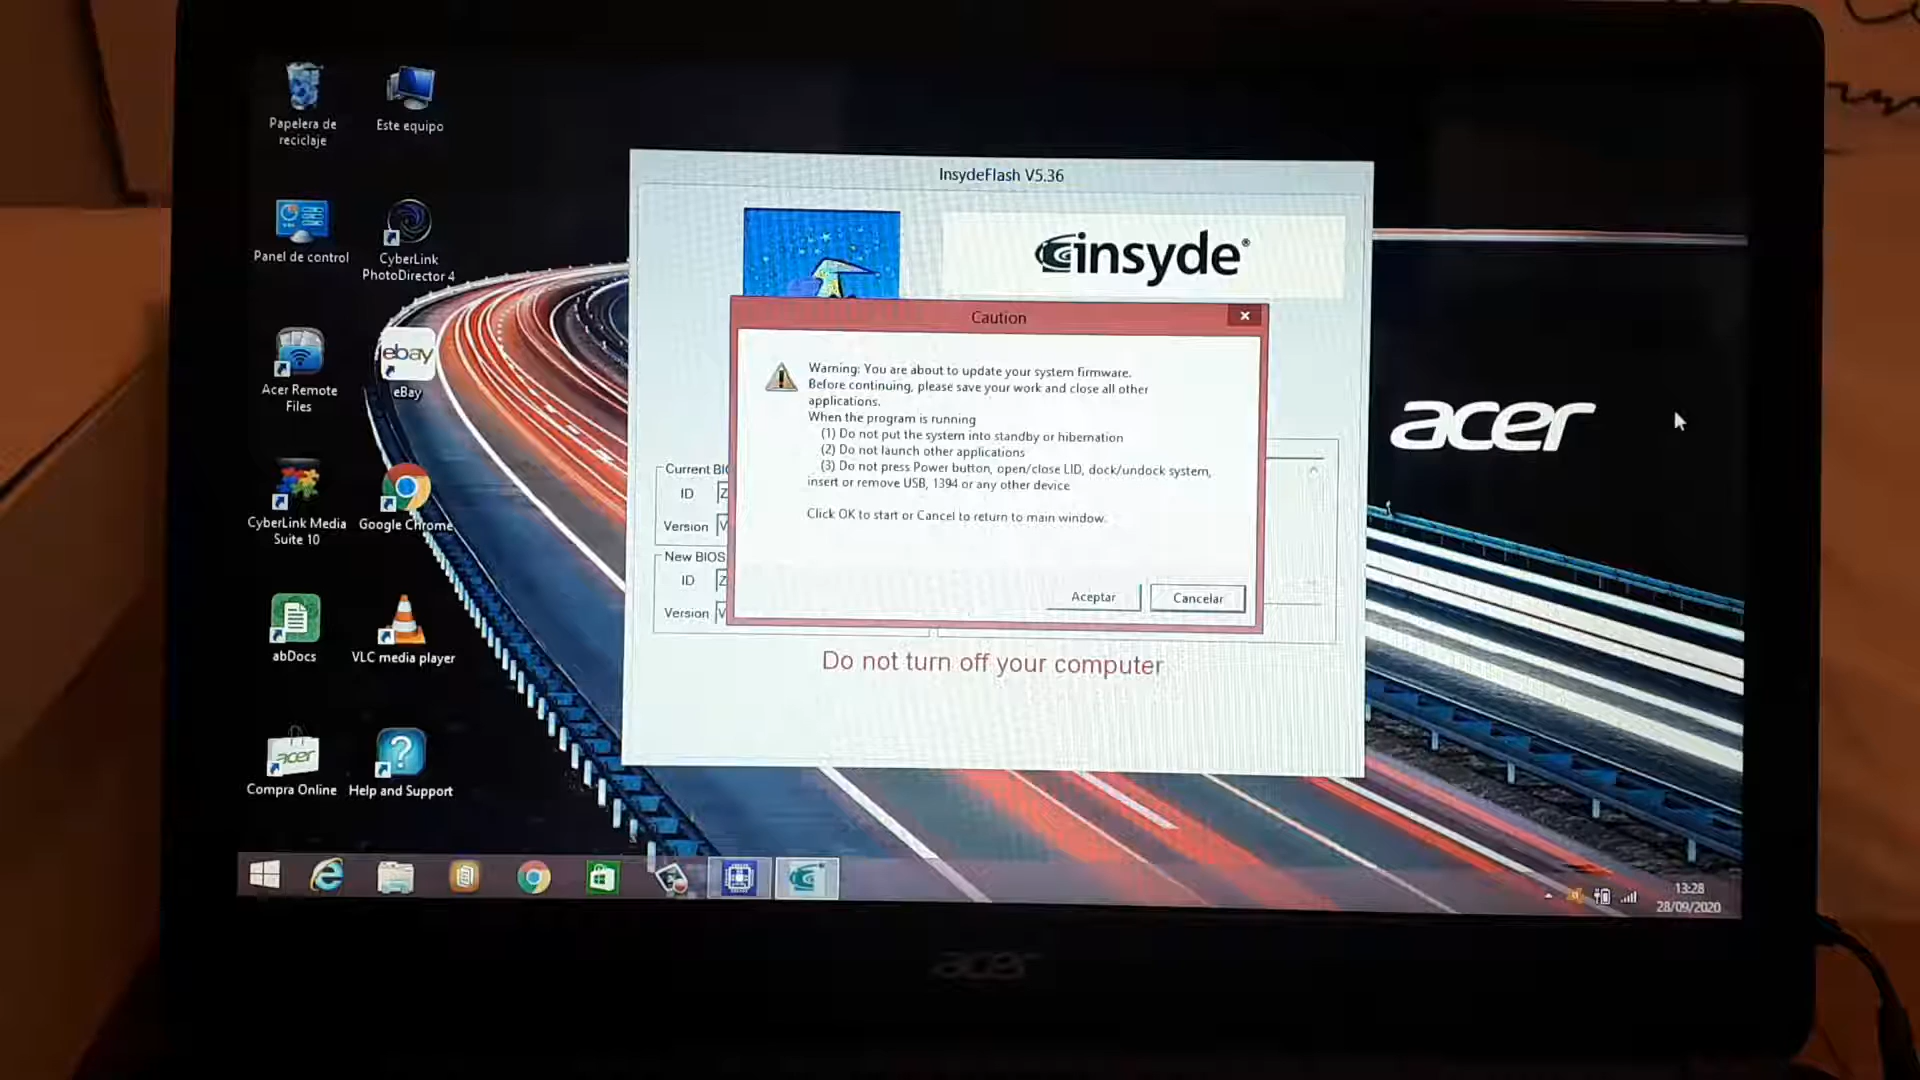 Papelera de
reciclaje
Este equipo
Panel de control
CyberLink
PhotoDirector 4
Acer Remote
Files
ebay
eBay
CyberLink Media
Suite 10
Google Chrome
abDocs
VLC media player
acer
Compra Online
Help and Support
InsydeFlash V5.36
insyde®
Caution
Warning: You are about to update your system firmware.
Before continuing, please save your work and close all other
applications.
When the program is running
(1) Do not put the system into standby or hibernation
(2) Do not launch other applications
(3) Do not press Power button, open/close LID, dock/undock system,
insert or remove USB, 1394 or any other device
Click OK to start or Cancel to return to main window.
Aceptar
Cancelar
Current BIO
ID Z
Version V
New BIOS
ID Z
Version V
Do not turn off your computer
acer
13:28
28/09/2020
acer